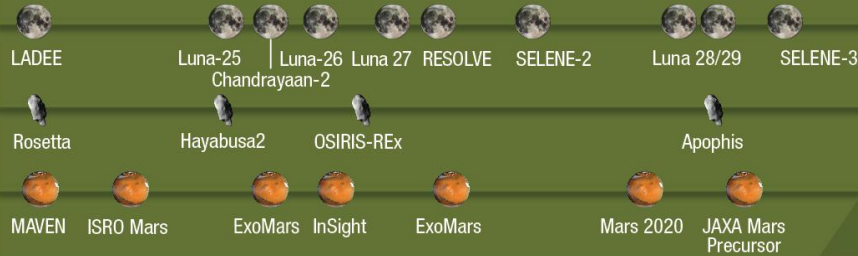 LADEE Luna-25 Luna-26 Luna 27 RESOLVE SELENE-2 Luna 28/29 SELENE-3
Chandrayaan-2
Rosetta Hayabusa2 OSIRIS-REx Apophis
MAVEN ISRO Mars ExoMars InSight ExoMars Mars 2020 JAXA Mars
Precursor